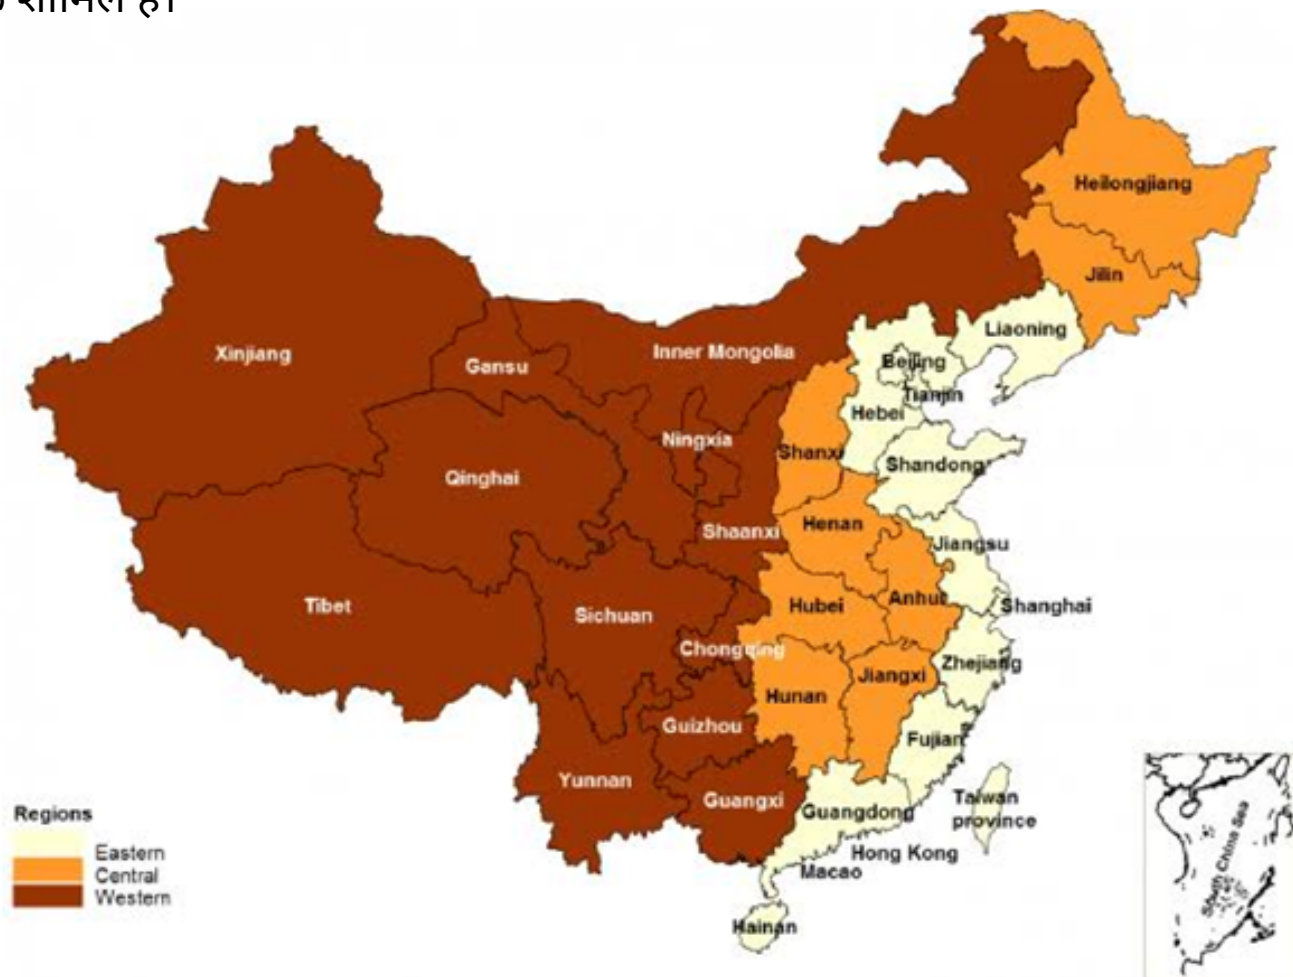 शामिल है।
Heilongjiang
Jilin
Liaoning
Xinjiang
Gansu
Inner Mongolia
Beijing
Tianjin
Hebei
Ningxia
Shanxi
Shandong
Qinghai
Shaanxi
Henan
Jiangsu
Tibet
Sichuan
Hubei
Anhui
Shanghai
Chongqing
Zhejiang
Hunan
Jiangxi
Guizhou
Fujian
Yunnan
Guangxi
Guangdong
Taiwan
province
Hong Kong
Macao
Hainan
Regions
Eastern
Central
Western
South China Sea